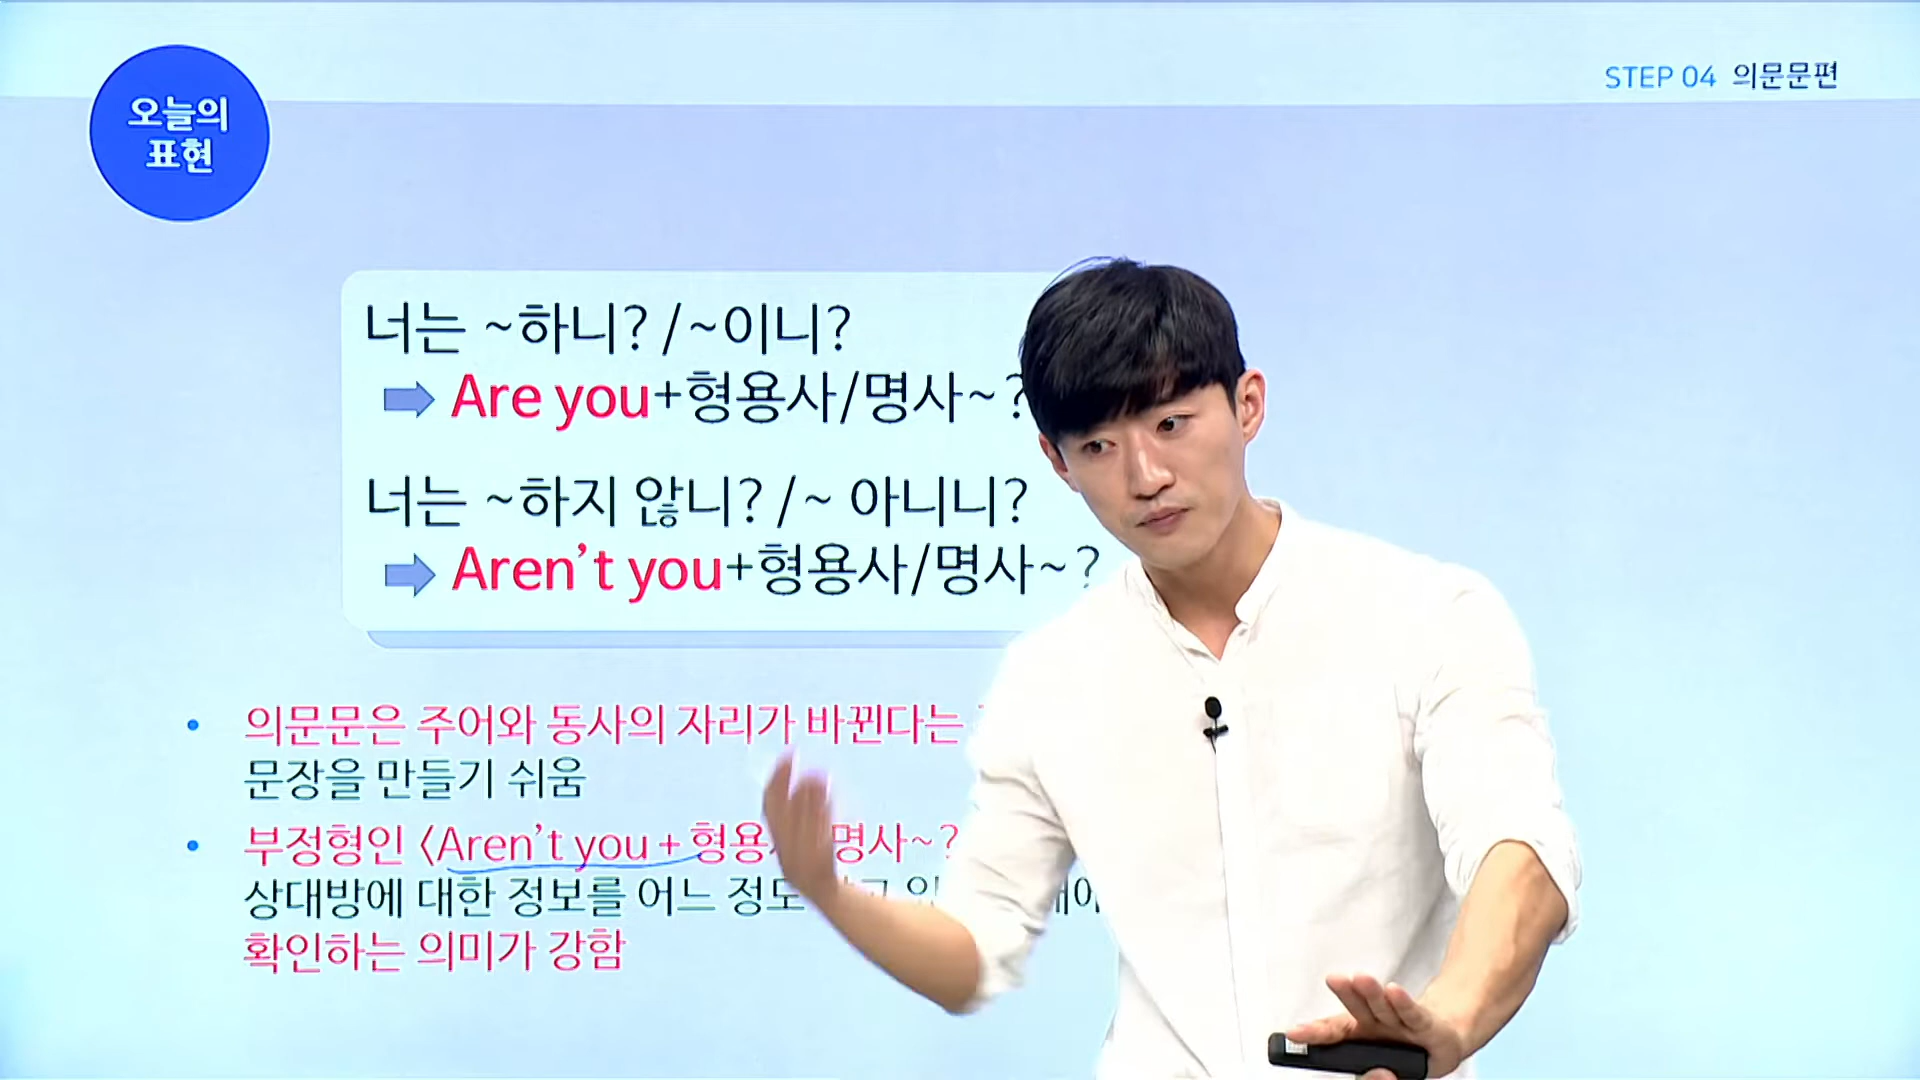 오늘의
표현
STEP 04 의문문편
너는 ~하니? /~이니?
Are you+형용사/명사~?
너는 ~하지 않니? /~ 아니니?
Aren't you+형용사/명사~?
• 의문문은 주어와 동사의 자리가 바뀐다는
문장을 만들기 쉬움
• 부정형인 〈Aren't you + 형용 명사~?
상대방에 대한 정보를 어느 정도
확인하는 의미가 강함